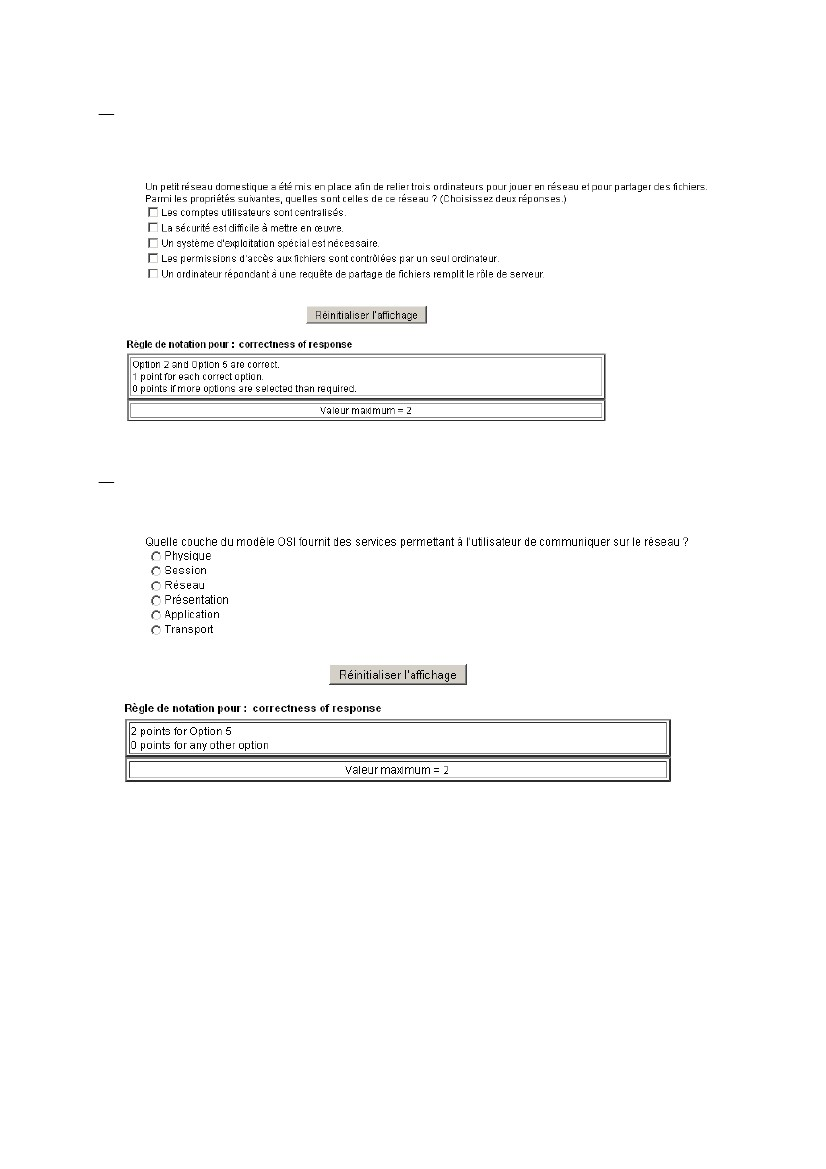 Un petit réseau domestique a été mis en place afin de relier trois ordinateurs pour jouer en réseau et pour partager des fichiers.
Parmi les propriétés suivantes, quelles sont celles de ce réseau ? (Choisissez deux réponses.)
Les comptes utilisateurs sont centralisés.
La sécurité est difficile à mettre en œuvre.
Un système d'exploitation spécial est nécessaire.
Les permissions d'accès aux fichiers sont contrôlées par un seul ordinateur.
Un ordinateur répondant à une requête de partage de fichiers remplit le rôle de serveur.
Réinitialiser l'affichage
Règle de notation pour : correctness of response
Option 2 and Option 5 are correct.
1 point for each correct option.
0 points if more options are selected than required.
Valeur maximum = 2
Quelle couche du modèle OSI fournit des services permettant à l'utilisateur de communiquer sur le réseau ?
Physique
Session
Réseau
Présentation
Application
Transport
Réinitialiser l'affichage
Règle de notation pour : correctness of response
2 points for Option 5
0 points for any other option
Valeur maximum = 2